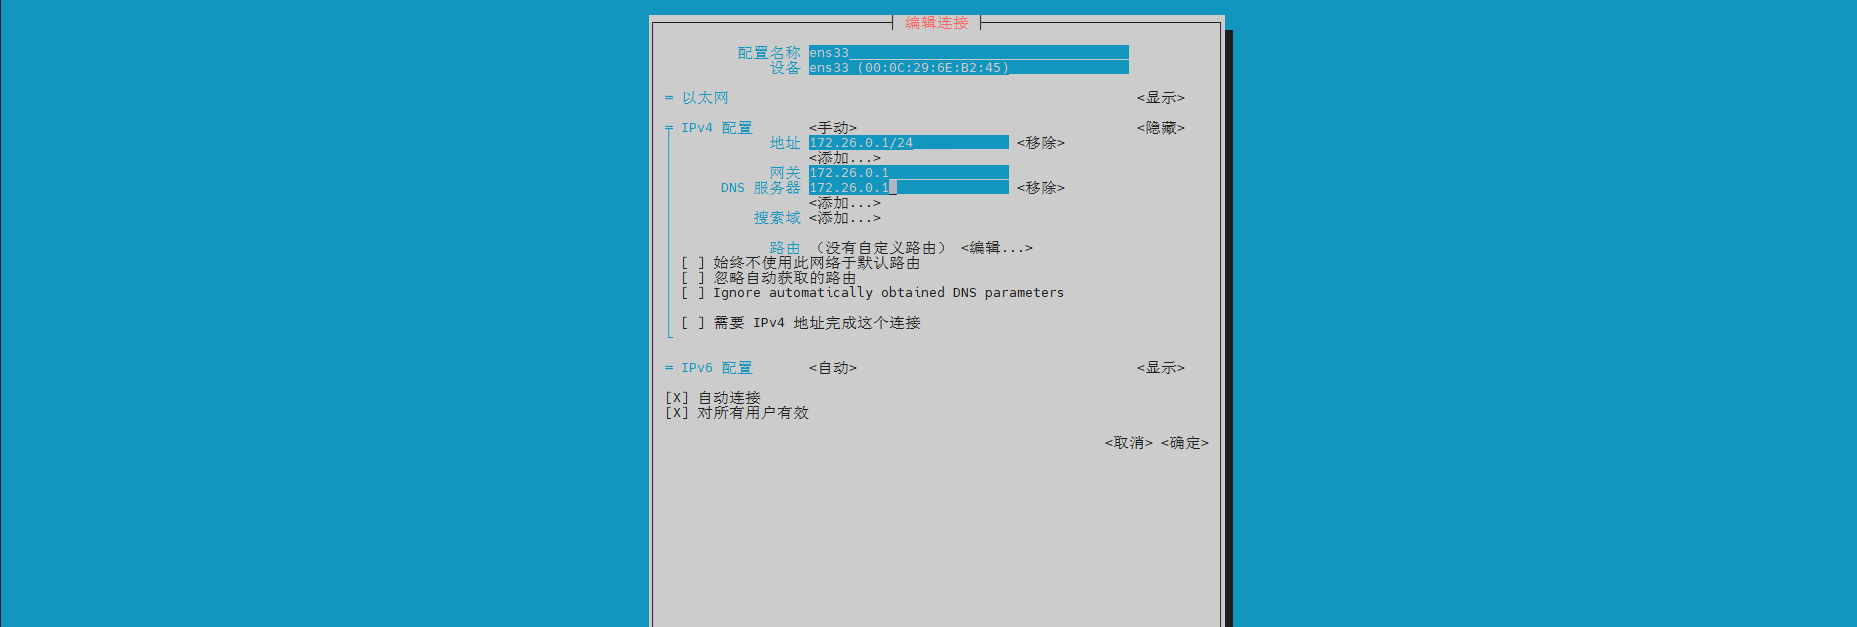 编辑连接
配置名称 ens33
设备 ens33 (00:0C:29:6E:B2:45)
= 以太网 <显示>
= IPv4 配置 <手动> <隐藏>
地址 172.26.0.1/24 <移除>
<添加...>
网关 172.26.0.1
DNS 服务器 172.26.0.1 <移除>
<添加...>
搜索域 <添加...>
路由 （没有自定义路由） <编辑...>
[ ] 始终不使用此网络于默认路由
[ ] 忽略自动获取的路由
[ ] Ignore automatically obtained DNS parameters
[ ] 需要 IPv4 地址完成这个连接
= IPv6 配置 <自动> <显示>
[X] 自动连接
[X] 对所有用户有效
<取消> <确定>